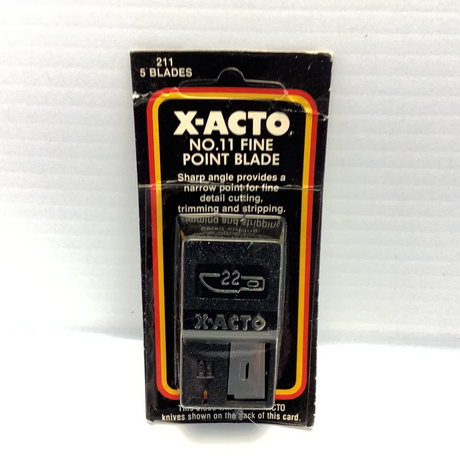 211
5 BLADES
X-ACTO
NO.11 FINE
POINT BLADE
Sharp angle provides a
narrow point for fine
detail cutting,
trimming and stripping.
22
X-ACTO
THIS
knives shown on the back of this card.